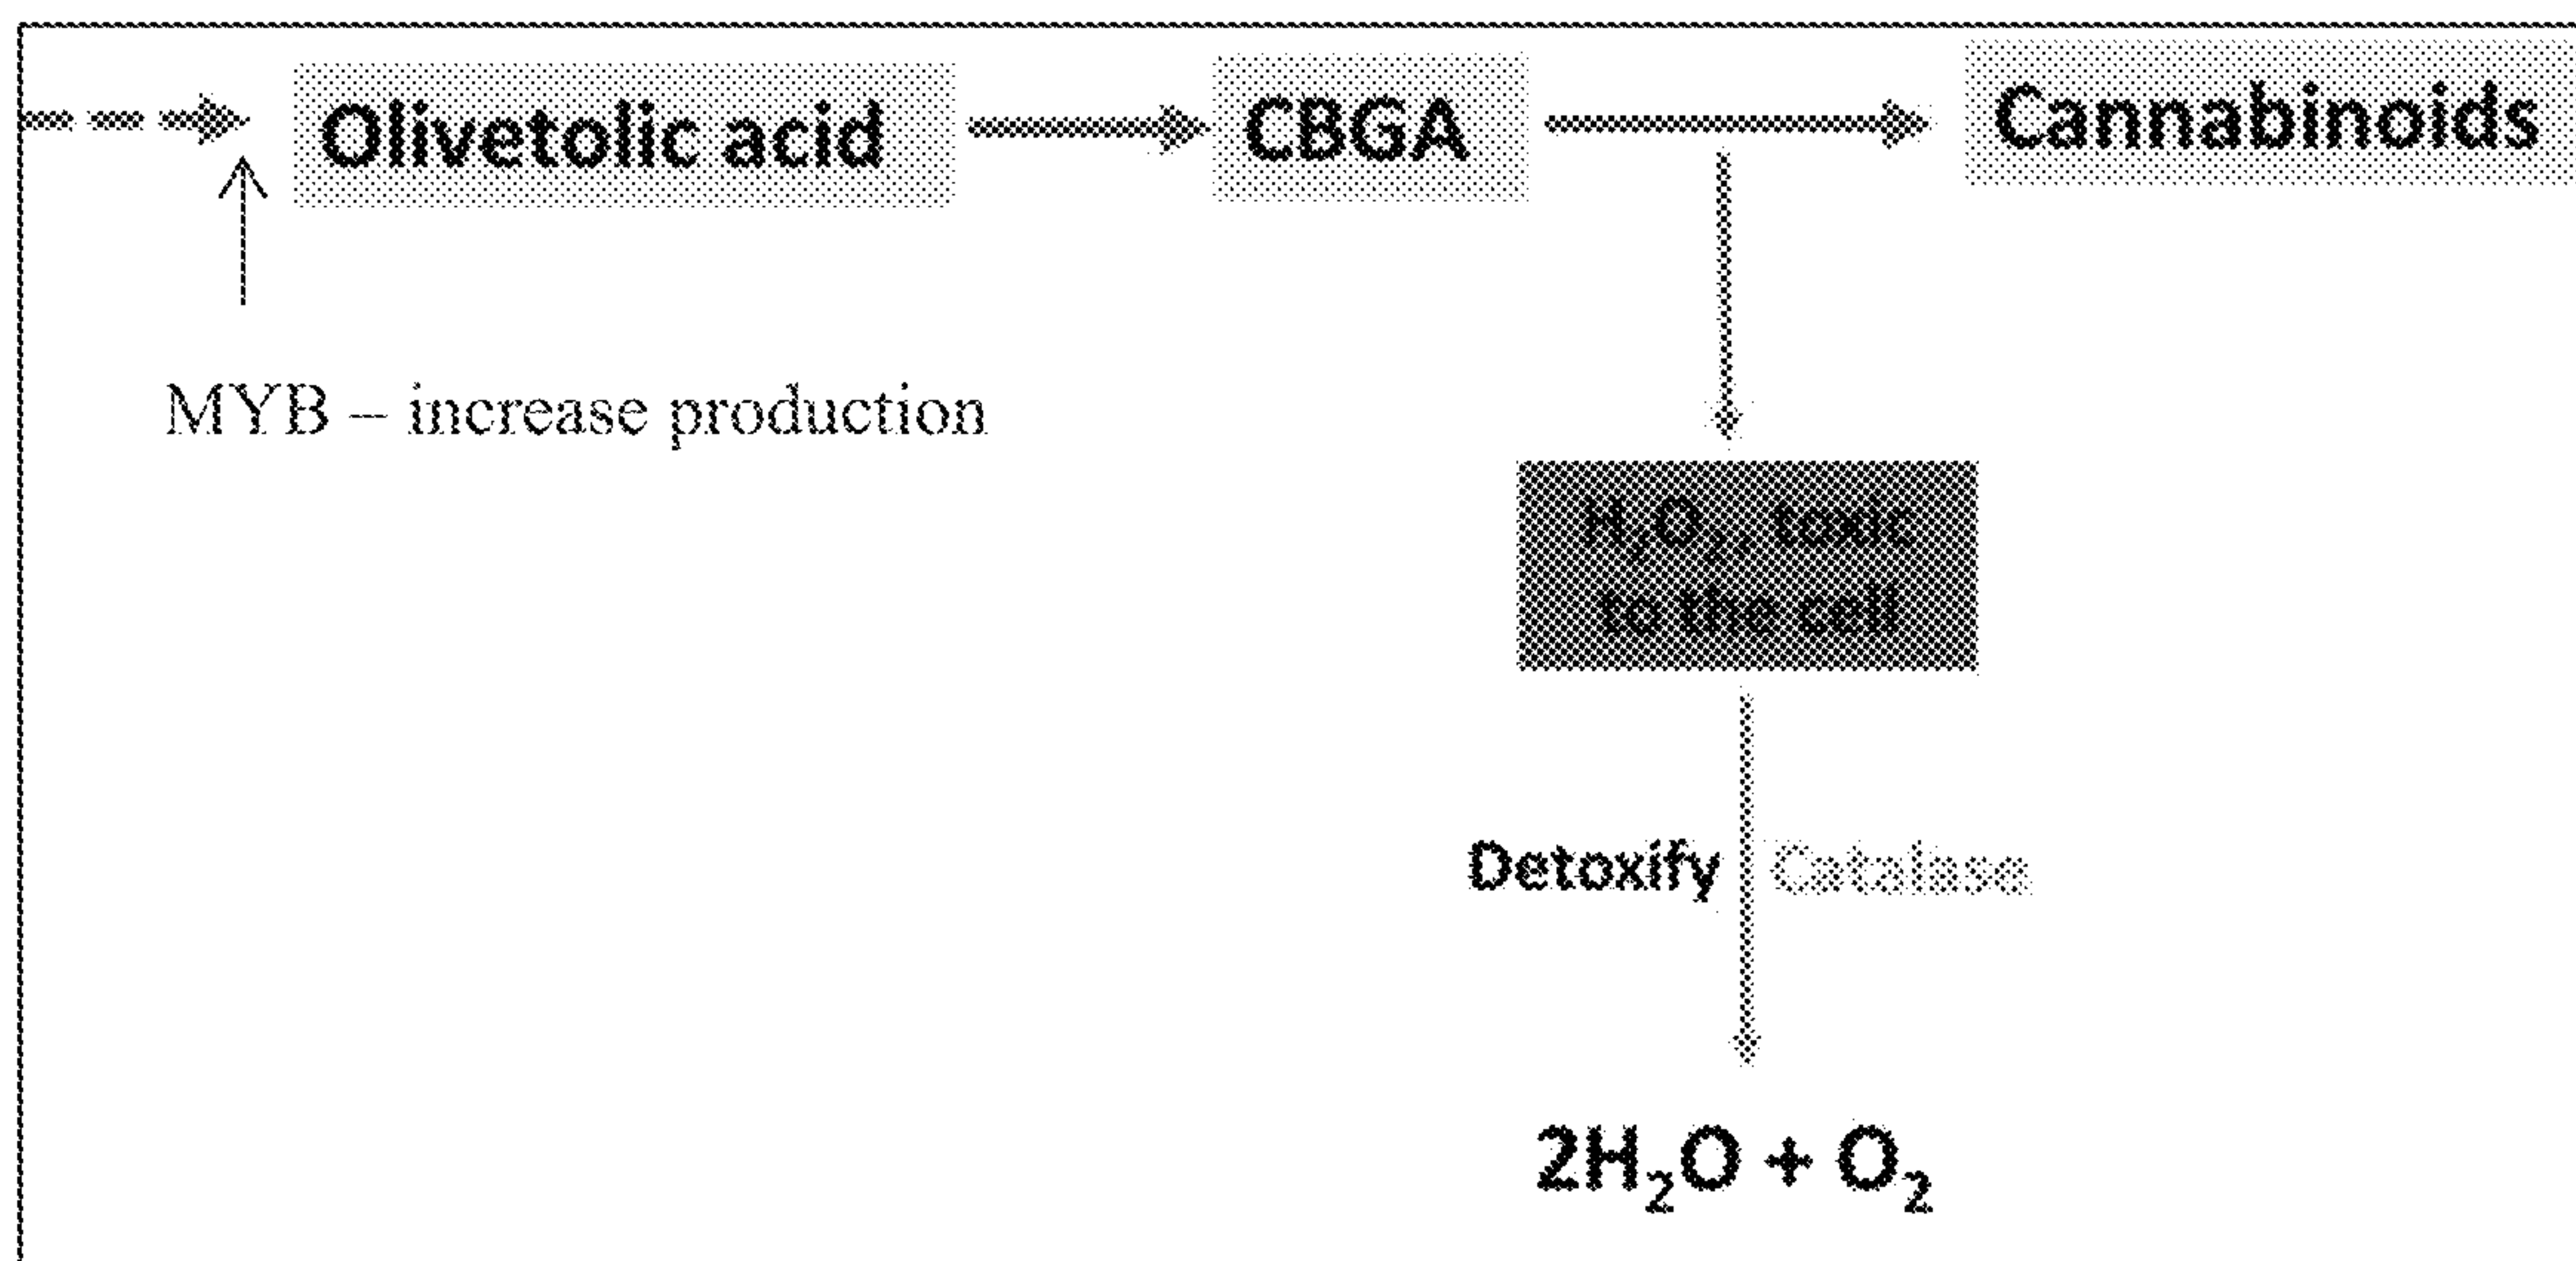 Olivetolic acid
CBGA
Cannabinoids
MYB – increase production
H₂O₂, toxic
to the cell
Detoxify
Catalase
2H₂O + O₂